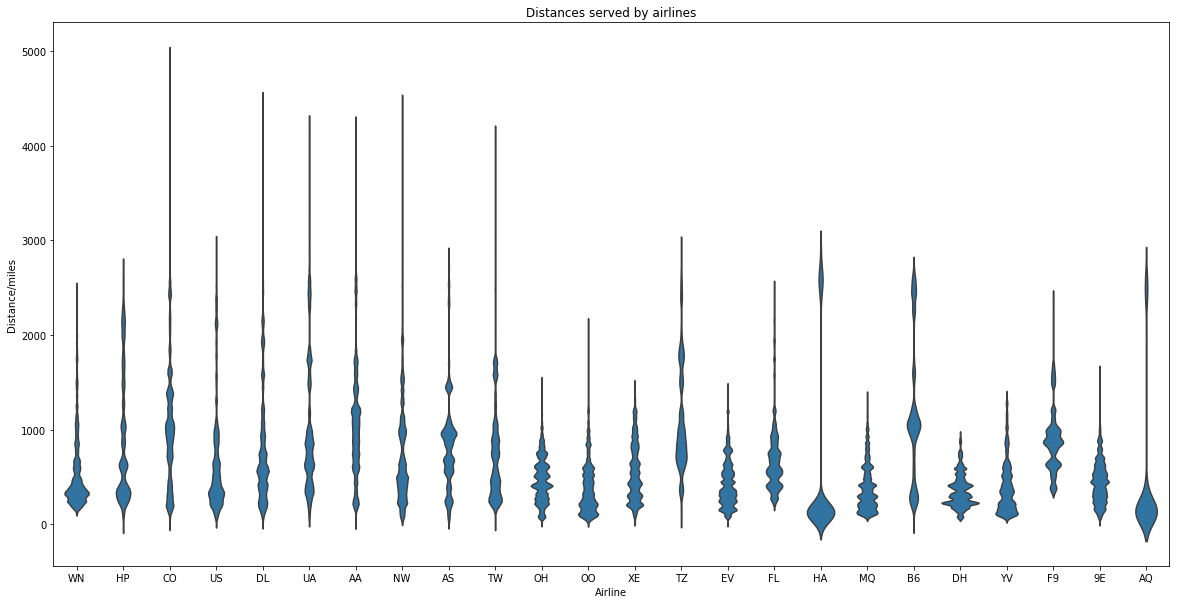 Distances served by airlines
5000
4000
3000
2000
1000
0
Distance/miles
WN HP CO US DL UA AA NW AS TW OH OO XE TZ EV FL HA MQ B6 DH YV F9 9E AQ
Airline